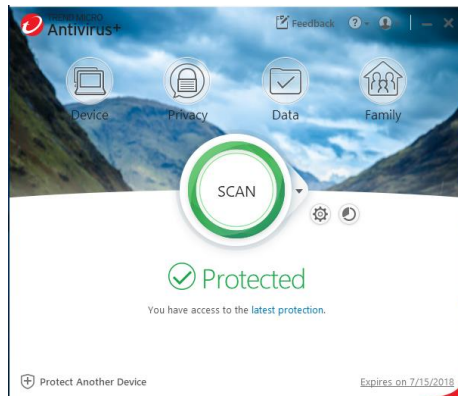 TREND MICRO
Antivirus+
Feedback
?
Device
Privacy
Data
Family
SCAN
Protected
You have access to the latest protection.
Protect Another Device
Expires on 7/15/2018